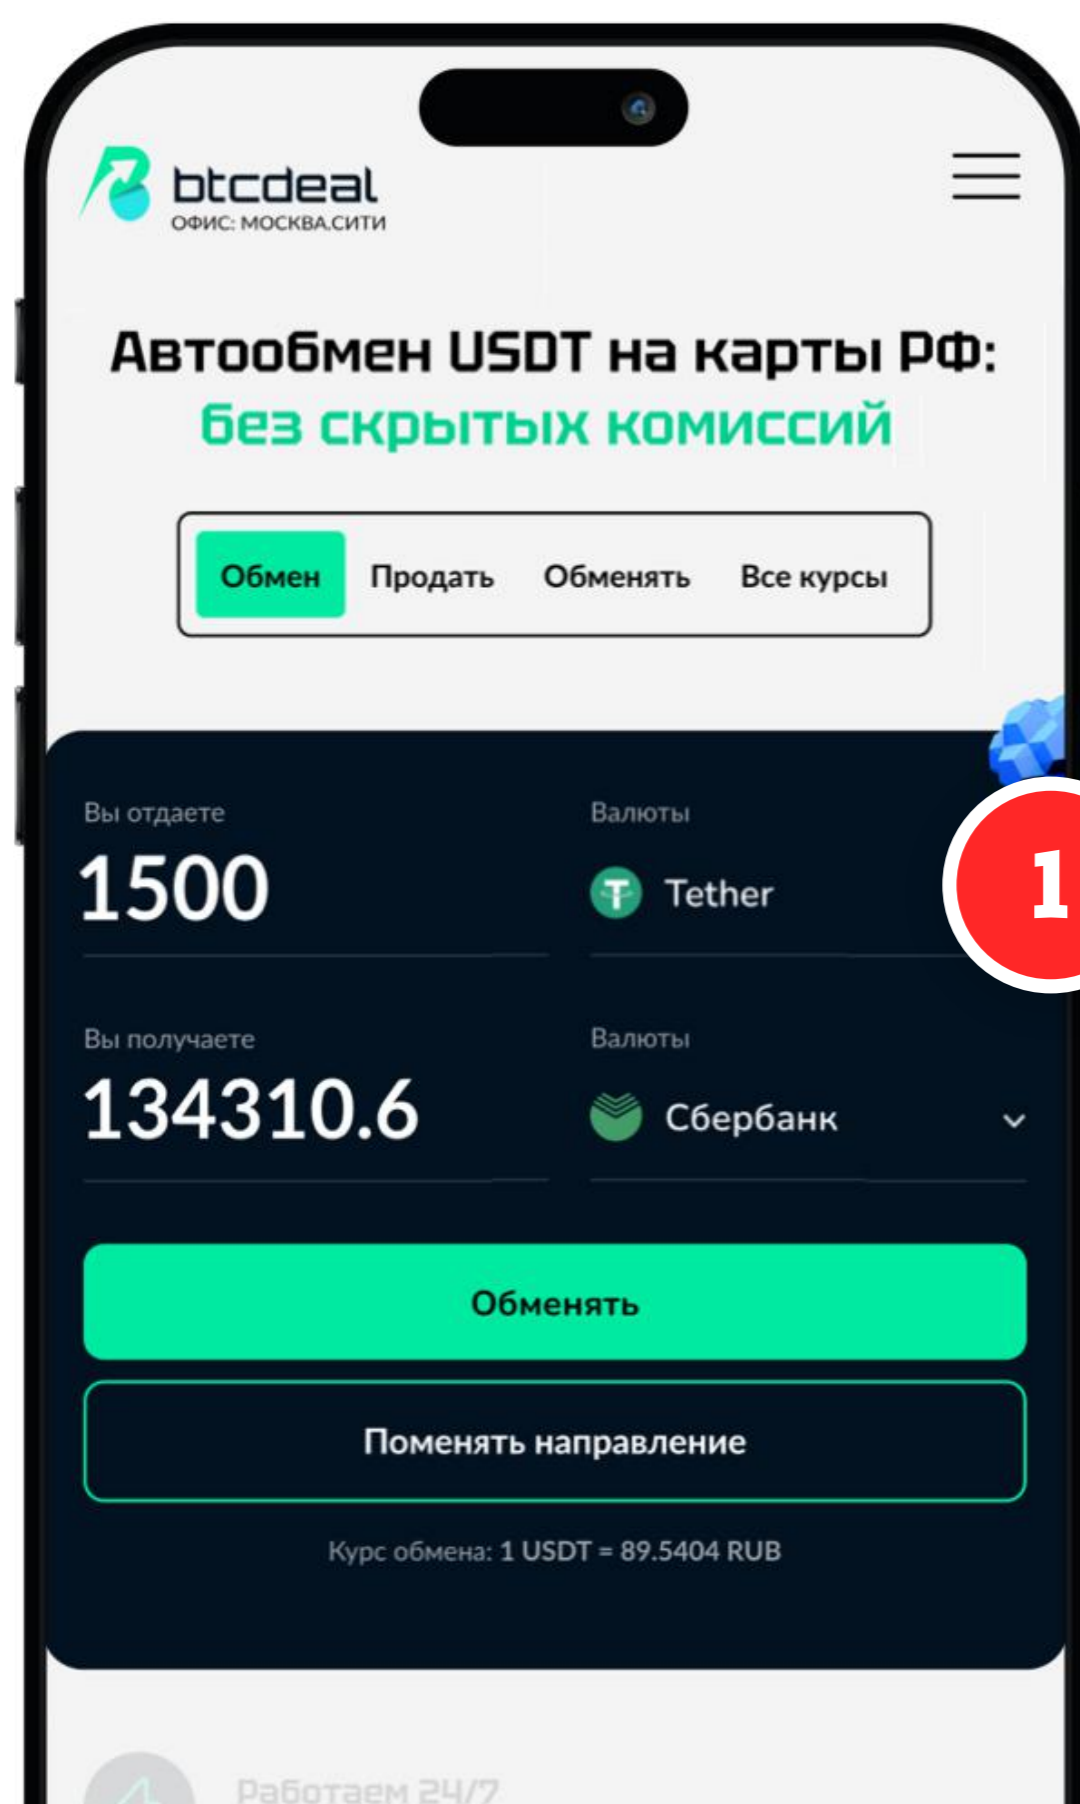 btcdeal
ОФИС: МОСКВА.СИТИ
Автообмен USDT на карты РФ:
без скрытых комиссий
Обмен Продать Обменять Все курсы
Вы отдаете Валюты
1500 Tether
1
Вы получаете Валюты
134310.6 Сбербанк
Обменять
Поменять направление
Курс обмена: 1 USDT = 89.5404 RUB
Работаем 24/7